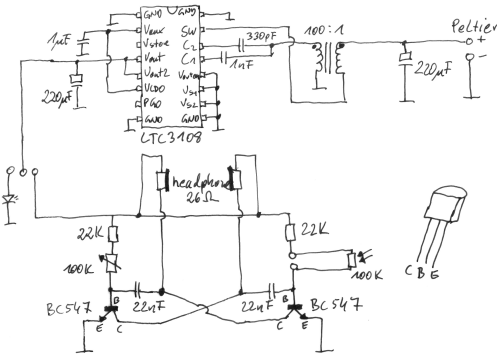 GND GND
Vaux SW
Vstore C2
Vout C1
Vout2
VLDO VS1
PGD VS2
GND GND
LTC3108
1µF
220µF
330pF
1nF
100:1
Peltier
+
-
220µF
headphone
26Ω
22K
100K
22nF
22nF
22K
100K
BC547
B
E C
BC547
B
C E
C B E